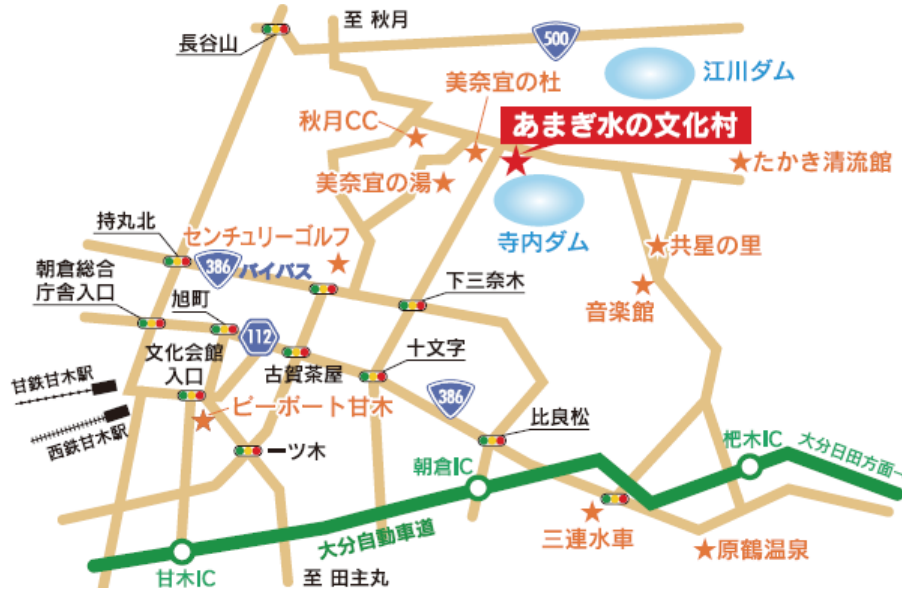 至 秋月
長谷山
500
江川ダム
美奈宜の杜
あまぎ水の文化村
秋月CC
たかき清流館
美奈宜の湯
寺内ダム
持丸北
センチュリーゴルフ
共星の里
386
バイパス
朝倉総合
庁舎入口
下三奈木
音楽館
旭町
112
十文字
文化会館
入口
古賀茶屋
甘鉄甘木駅
386
ピーポート甘木
比良松
西鉄甘木駅
一ツ木
杷木IC
大分日田方面→
朝倉IC
三連水車
原鶴温泉
大分自動車道
甘木IC
至 田主丸